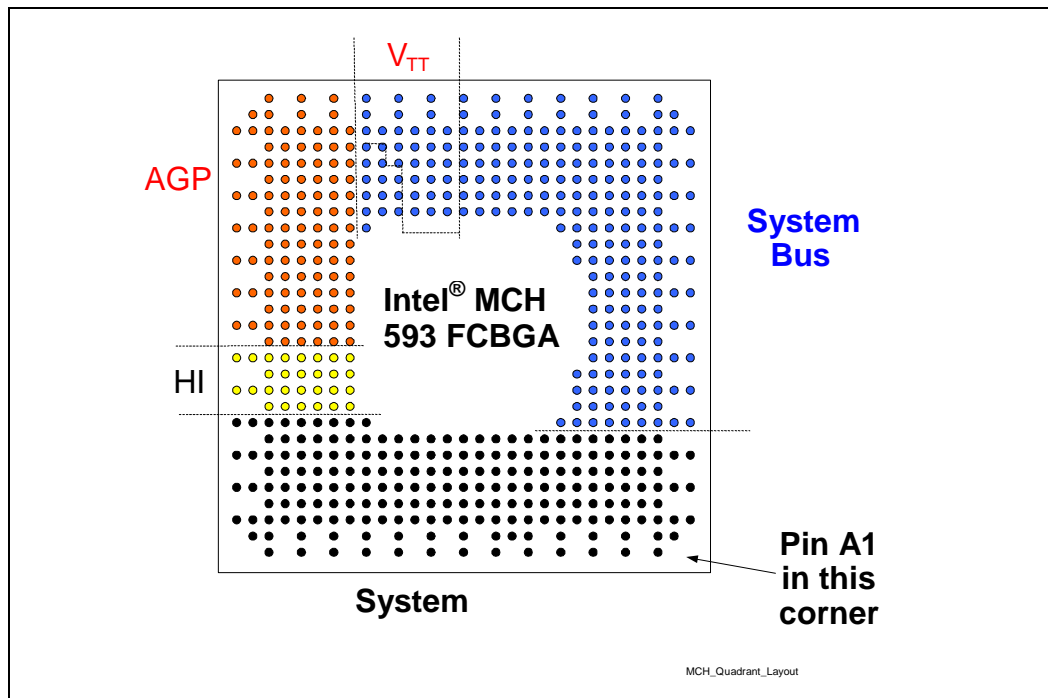 VTT
AGP
System
Bus
Intel® MCH
593 FCBGA
HI
Pin A1
in this
corner
System
MCH_Quadrant_Layout